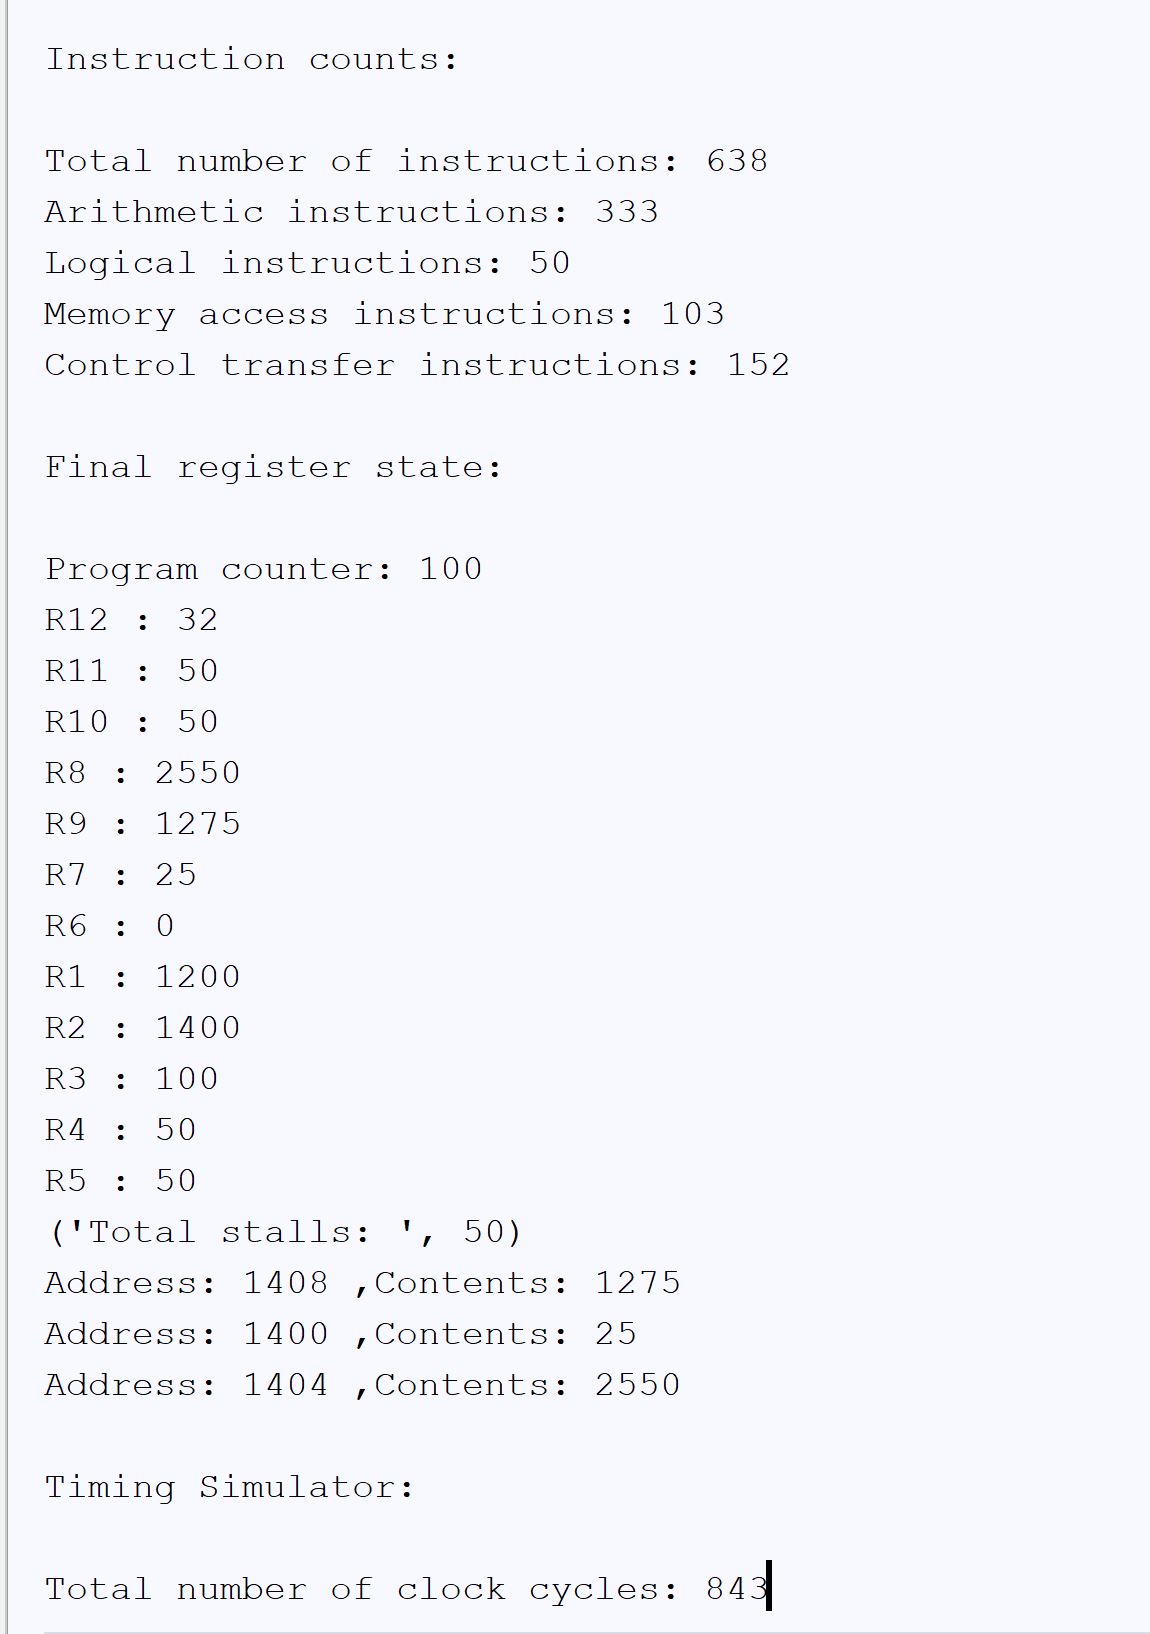 Instruction counts:
Total number of instructions: 638
Arithmetic instructions: 333
Logical instructions: 50
Memory access instructions: 103
Control transfer instructions: 152
Final register state:
Program counter: 100
R12 : 32
R11 : 50
R10 : 50
R8 : 2550
R9 : 1275
R7 : 25
R6 : 0
R1 : 1200
R2 : 1400
R3 : 100
R4 : 50
R5 : 50
('Total stalls: ', 50)
Address: 1408 ,Contents: 1275
Address: 1400 ,Contents: 25
Address: 1404 ,Contents: 2550
Timing Simulator:
Total number of clock cycles: 843